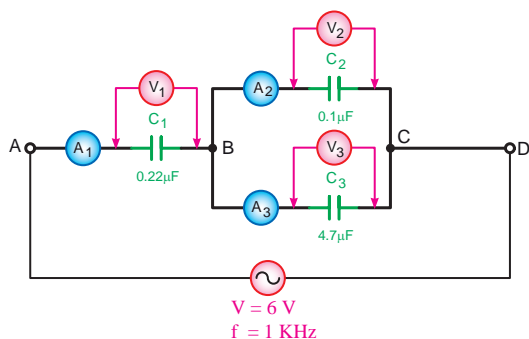 V2
C2
A2
0.1µF
V1
C1
A1
0.22µF
A
B
C
D
V3
C3
A3
4.7µF
V = 6 V
f = 1 KHz